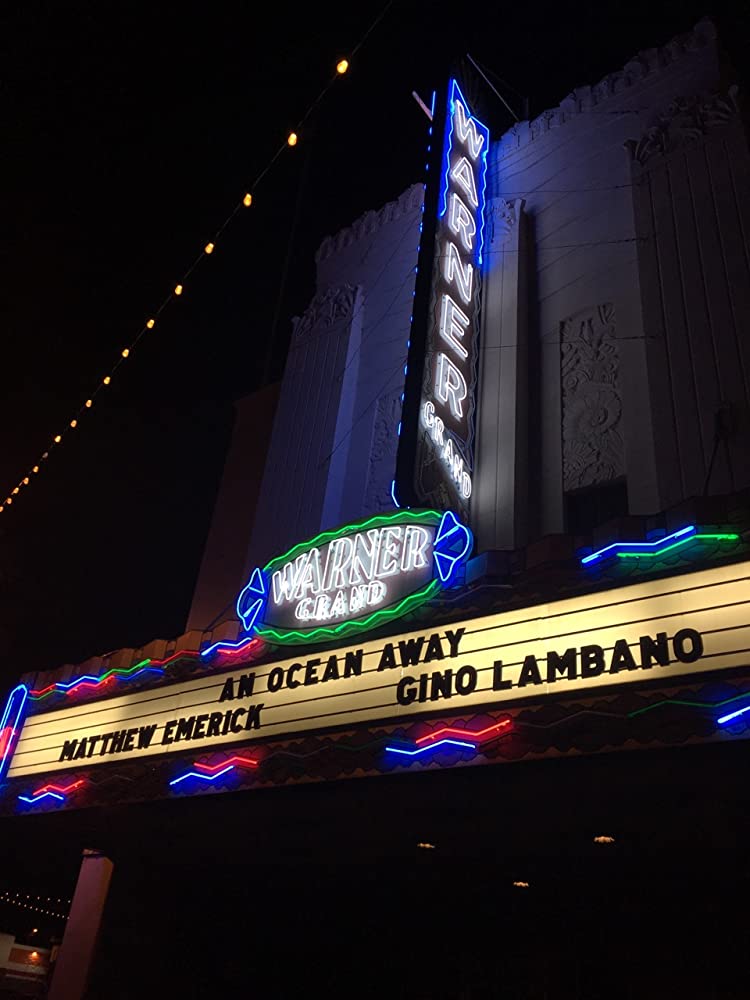 WARNER
GRAND
WARNER
GRAND
AN OCEAN AWAY
MATTHEW EMERICK GINO LAMBANO